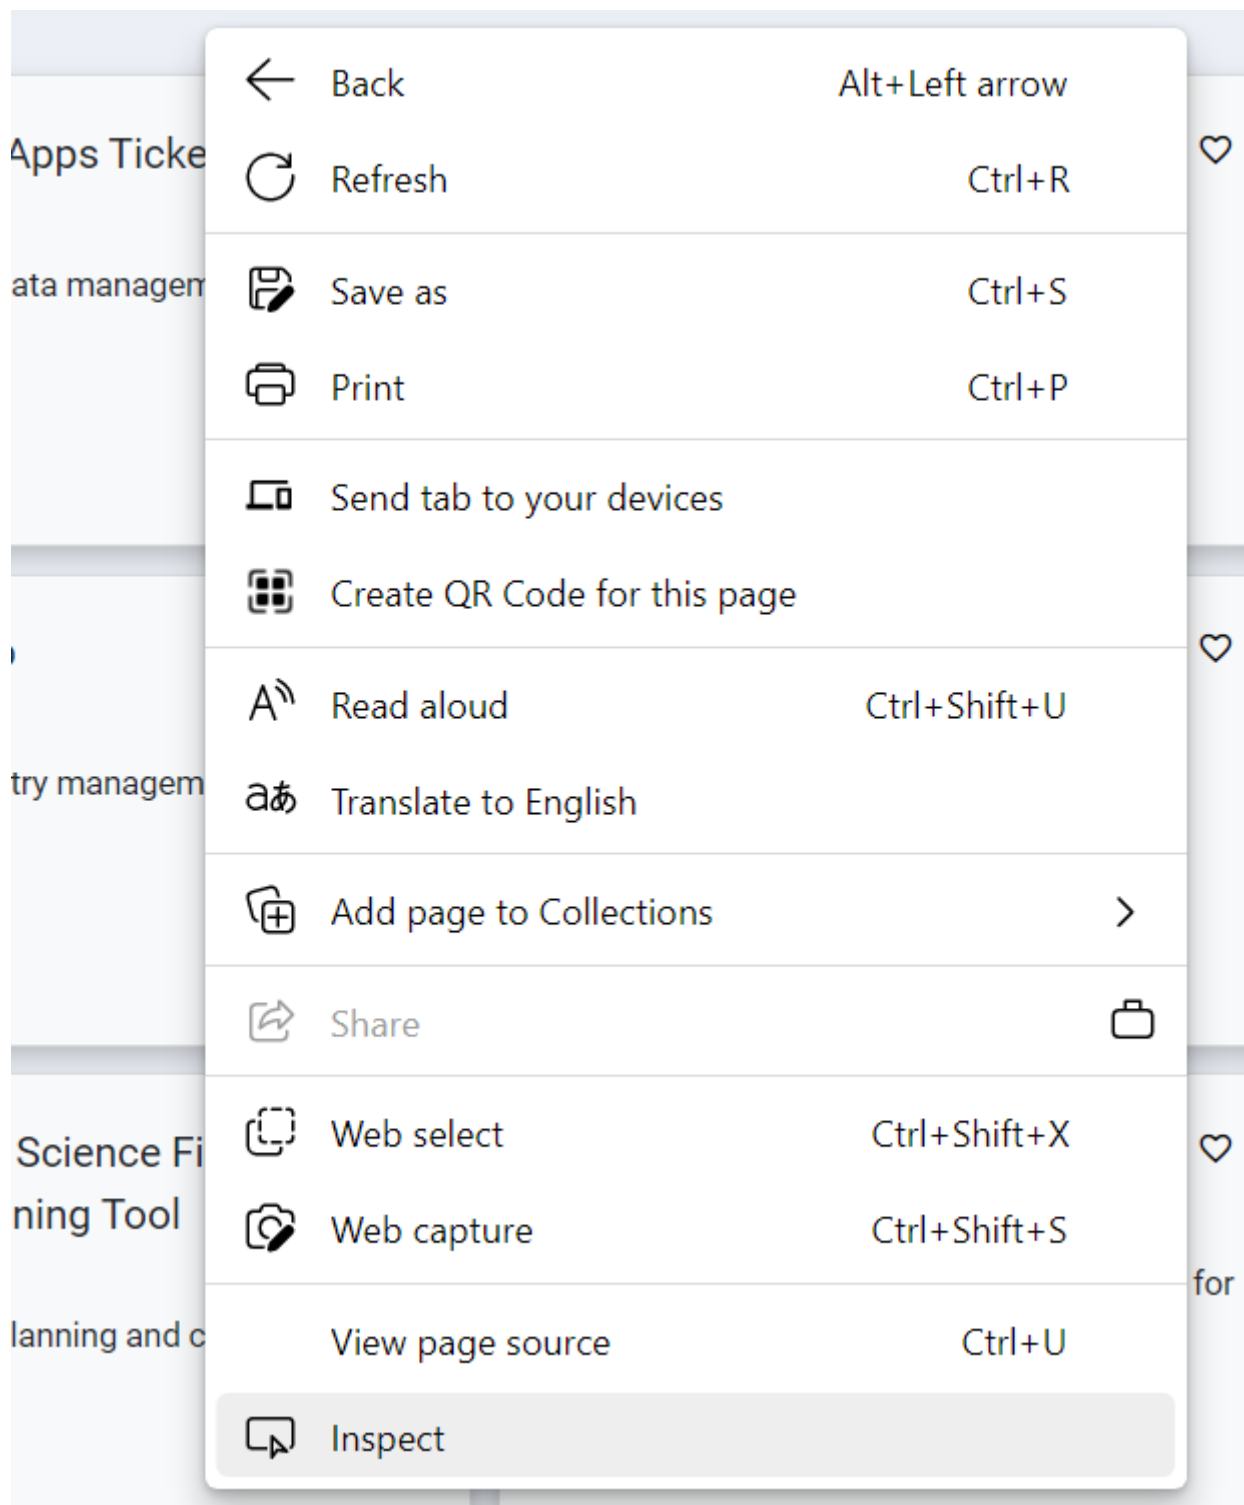 Back Alt+Left arrow
Apps Ticke
Refresh Ctrl+R
ata managem
Save as Ctrl+S
Print Ctrl+P
Send tab to your devices
Create QR Code for this page
Read aloud Ctrl+Shift+U
try managem
Translate to English
Add page to Collections
Share
Web select Ctrl+Shift+X
Science Fi
ning Tool
Web capture Ctrl+Shift+S
for
lanning and c
View page source Ctrl+U
Inspect